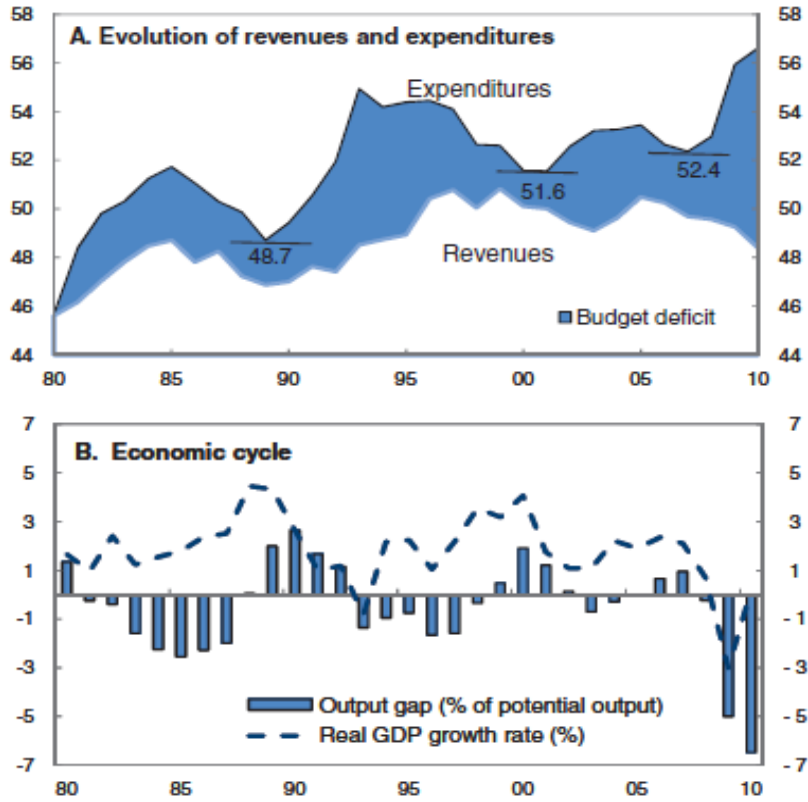 58 58
A. Evolution of revenues and expenditures
56 56
Expenditures
54 54
52 52
52.4
51.6
50 50
Revenues
48.7
48 48
46 46
Budget deficit
44 44
80 85 90 95 00 05 10
7 7
B. Economic cycle
5 5
3 3
1 1
-1 - 1
-3 - 3
Output gap (% of potential output)
-5 - 5
Real GDP growth rate (%)
-7 - 7
80 85 90 95 00 05 10